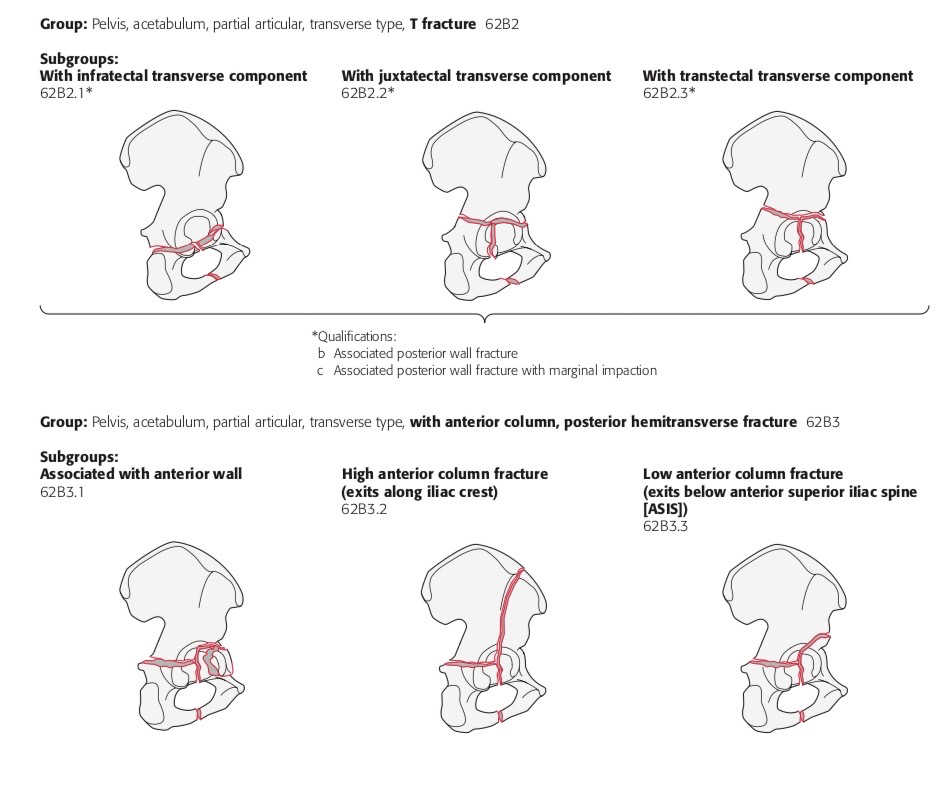 Group: Pelvis, acetabulum, partial articular, transverse type, T fracture 62B2
Subgroups:
With infratectal transverse component
62B2.1*
With juxtatectal transverse component
62B2.2*
With transtectal transverse component
62B2.3*
*Qualifications:
b Associated posterior wall fracture
c Associated posterior wall fracture with marginal impaction
Group: Pelvis, acetabulum, partial articular, transverse type, with anterior column, posterior hemitransverse fracture 62B3
Subgroups:
Associated with anterior wall
62B3.1
High anterior column fracture
(exits along iliac crest)
62B3.2
Low anterior column fracture
(exits below anterior superior iliac spine
[ASIS])
62B3.3